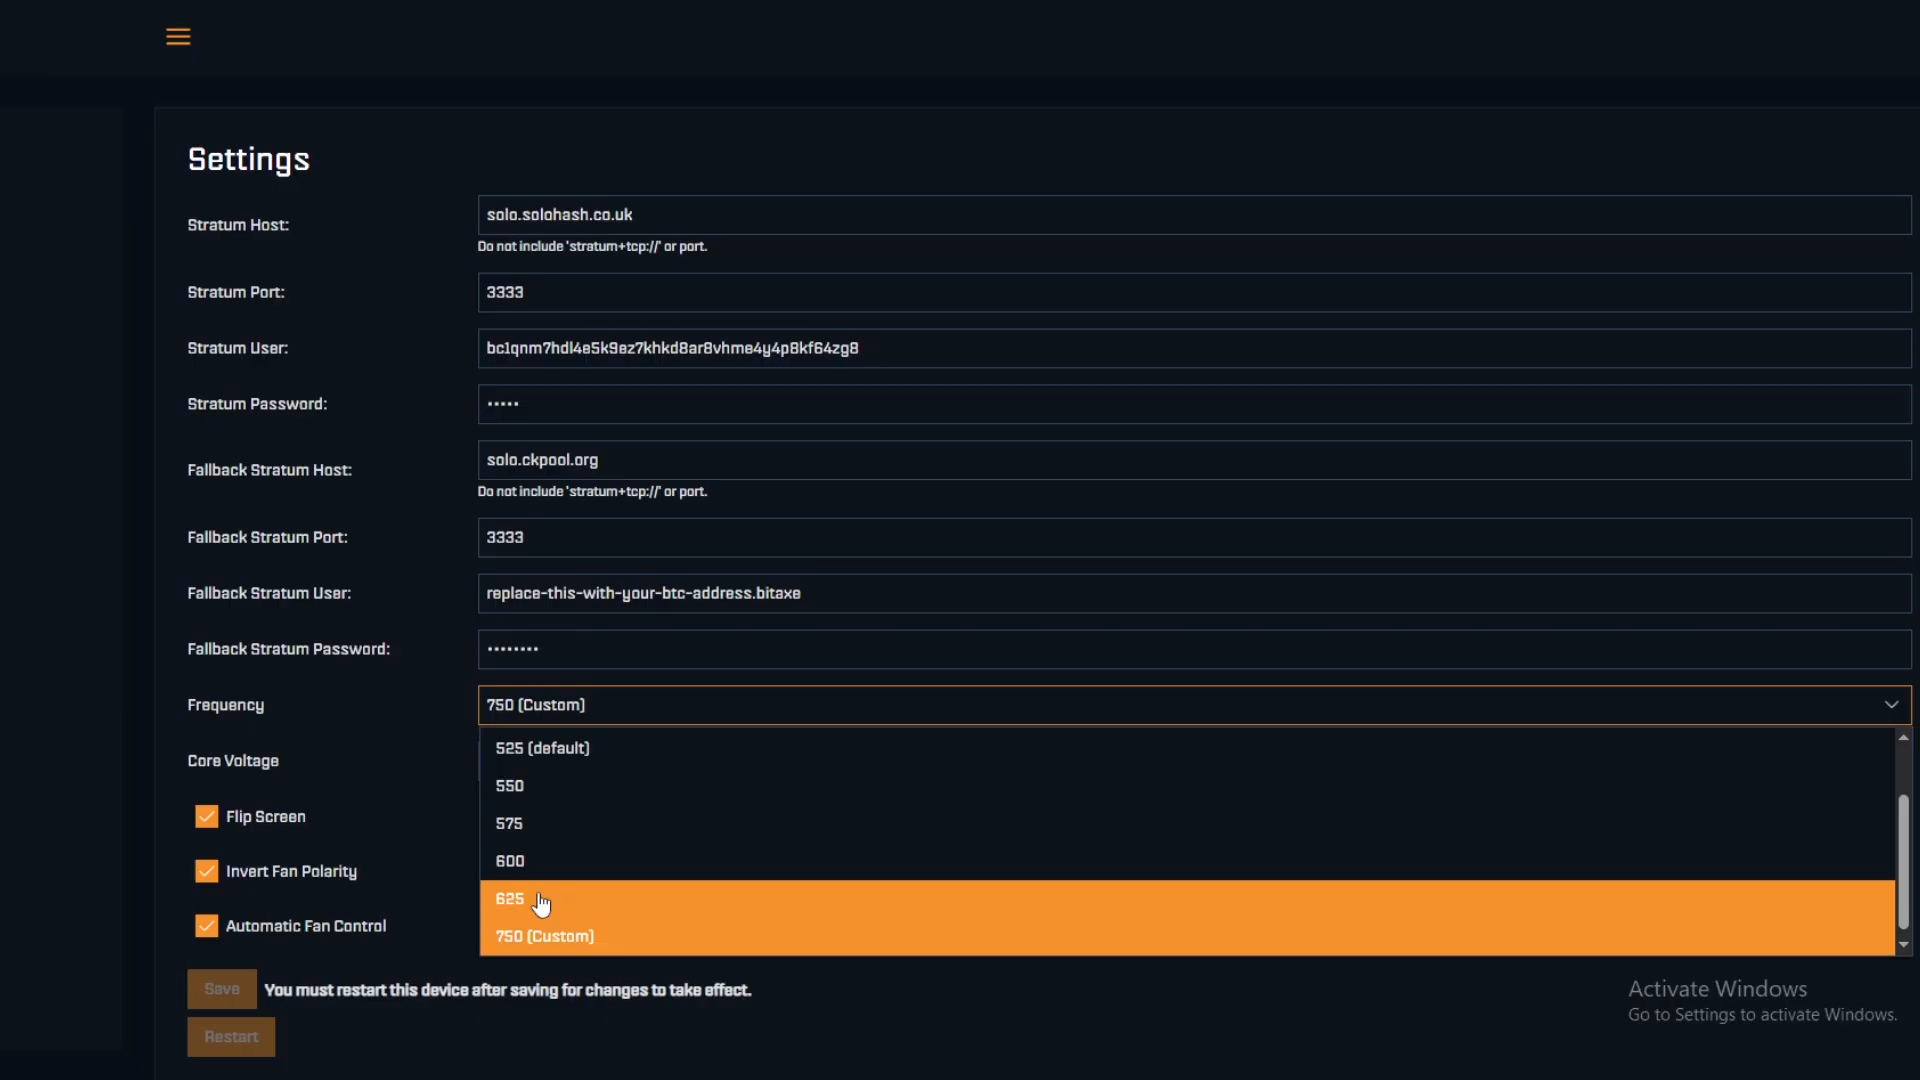 Settings
Stratum Host:
solo.solohash.co.uk
Do not include 'stratum+tcp://' or port.
Stratum Port:
3333
Stratum User:
bc1qnm7hdl4e5k9ez7khkd8ar8vhme4y4p8kf64zg8
Stratum Password:
•••••
Fallback Stratum Host:
solo.ckpool.org
Do not include 'stratum+tcp://' or port.
Fallback Stratum Port:
3333
Fallback Stratum User:
replace-this-with-your-btc-address.bitaxe
Fallback Stratum Password:
••••••••
Frequency
750 (Custom)
525 (default)
550
575
600
625
750 (Custom)
Core Voltage
Flip Screen
Invert Fan Polarity
Automatic Fan Control
Save
You must restart this device after saving for changes to take effect.
Restart
Activate Windows
Go to Settings to activate Windows.